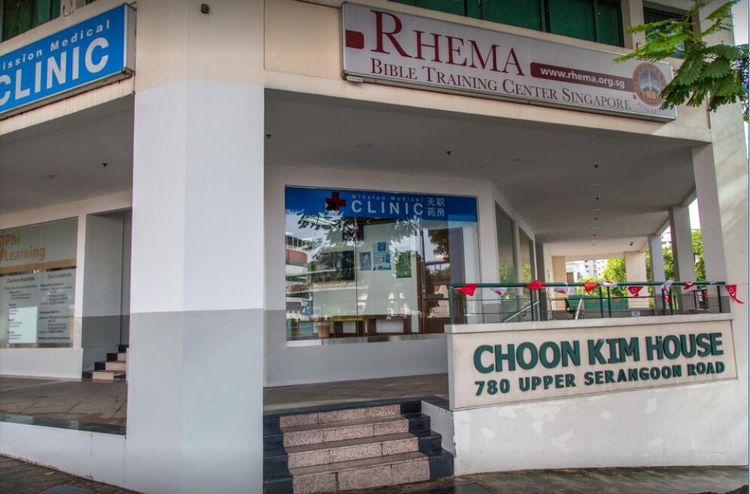 Mission Medical
CLINIC
RHEMA
www.rhema.org.sg
BIBLE TRAINING CENTER SINGAPORE
Mission Medical
CLINIC
天职
药房
Phi
Learning
CHOON KIM HOUSE
780 UPPER SERANGOON ROAD